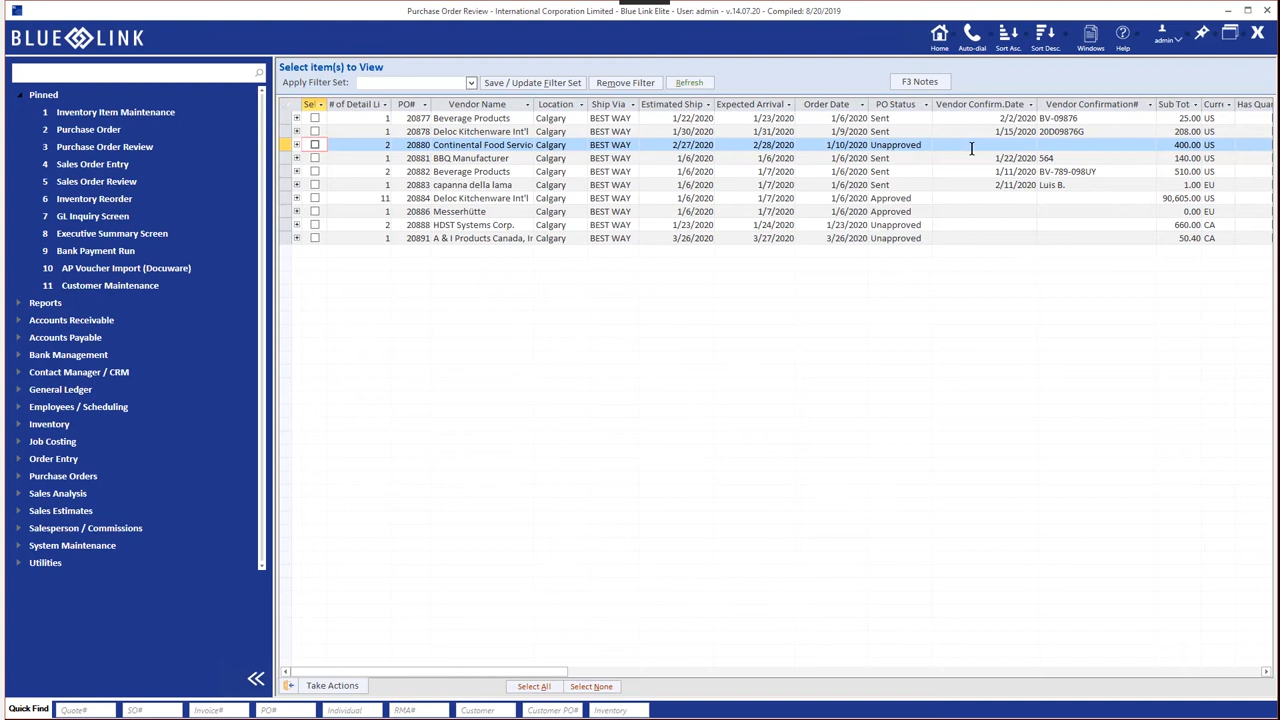 Purchase Order Review - International Corporation Limited - Blue Link Elite - User: admin - v.14.07.20 - Compiled: 8/20/2019
BLUE LINK
Home Auto-dial Sort Asc. Sort Desc. Windows Help admin
Pinned
1 Inventory Item Maintenance
2 Purchase Order
3 Purchase Order Review
4 Sales Order Entry
5 Sales Order Review
6 Inventory Reorder
7 GL Inquiry Screen
8 Executive Summary Screen
9 Bank Payment Run
10 AP Voucher Import (Docuware)
11 Customer Maintenance
Reports
Accounts Receivable
Accounts Payable
Bank Management
Contact Manager / CRM
General Ledger
Employees / Scheduling
Inventory
Job Costing
Order Entry
Purchase Orders
Sales Analysis
Sales Estimates
Salesperson / Commissions
System Maintenance
Utilities
Select item(s) to View
Apply Filter Set: Save / Update Filter Set Remove Filter Refresh F3 Notes
Sel # of Detail Li PO# Vendor Name Location Ship Via Estimated Ship Expected Arrival Order Date PO Status Vendor Confirm.Date Vendor Confirmation# Sub Tot Curre Has Quan
1 20877 Beverage Products Calgary BEST WAY 1/22/2020 1/23/2020 1/6/2020 Sent 2/2/2020 BV-09876 25.00 US
1 20878 Deloc Kitchenware Int'l Calgary BEST WAY 1/30/2020 1/31/2020 1/9/2020 Sent 1/15/2020 20D09876G 208.00 US
2 20880 Continental Food Service Calgary BEST WAY 2/27/2020 2/28/2020 1/10/2020 Unapproved 400.00 US
1 20881 BBQ Manufacturer Calgary BEST WAY 1/6/2020 1/7/2020 1/6/2020 Sent 1/22/2020 564 140.00 US
2 20882 Beverage Products Calgary BEST WAY 1/6/2020 1/7/2020 1/6/2020 Sent 1/11/2020 BV-789-098UY 510.00 US
1 20883 capanna della lama Calgary BEST WAY 1/6/2020 1/7/2020 1/6/2020 Sent 2/11/2020 Luis B. 1.00 EU
11 20884 Deloc Kitchenware Int'l Calgary BEST WAY 1/6/2020 1/7/2020 1/6/2020 Approved 90,605.00 US
1 20886 Messerhütte Calgary BEST WAY 1/6/2020 1/7/2020 1/6/2020 Approved 0.00 EU
2 20888 HDST Systems Corp. Calgary BEST WAY 1/23/2020 1/24/2020 1/23/2020 Unapproved 660.00 CA
1 20891 A & I Products Canada, In Calgary BEST WAY 3/26/2020 3/27/2020 3/26/2020 Unapproved 50.40 CA
Take Actions Select All Select None
Quick Find Quote# SO# Invoice# PO# Individual RMA# Customer Customer PO# Inventory